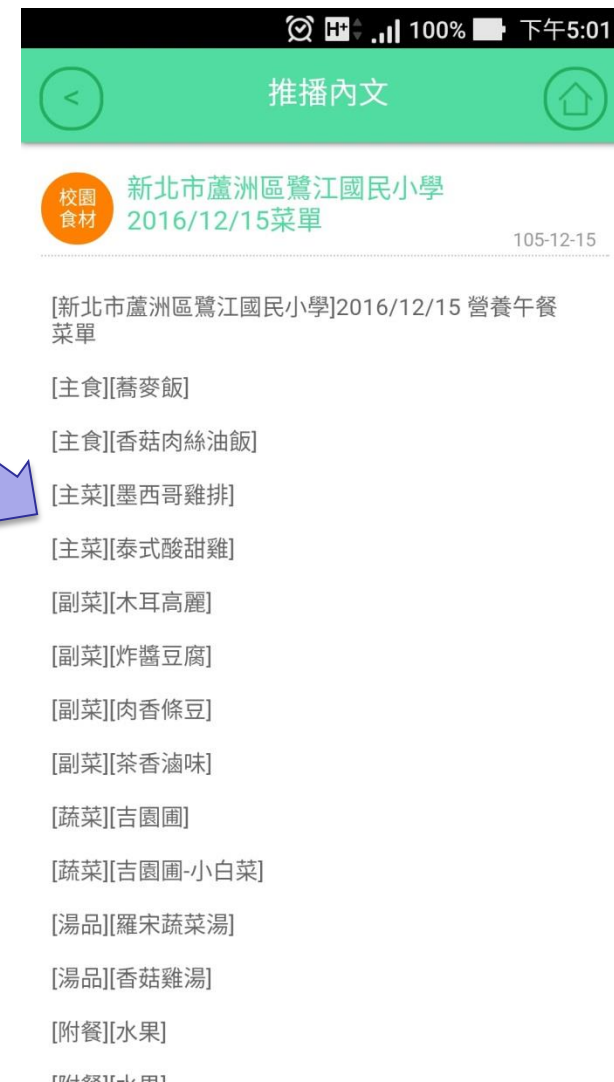 H+ 100% 下午5:01
< 推播內文
校園
食材
新北市蘆洲區鷺江國民小學
2016/12/15菜單
105-12-15
[新北市蘆洲區鷺江國民小學]2016/12/15 營養午餐
菜單
[主食][蕎麥飯]
[主食][香菇肉絲油飯]
[主菜][墨西哥雞排]
[主菜][泰式酸甜雞]
[副菜][木耳高麗]
[副菜][炸醬豆腐]
[副菜][肉香條豆]
[副菜][茶香滷味]
[蔬菜][吉園圃]
[蔬菜][吉園圃-小白菜]
[湯品][羅宋蔬菜湯]
[湯品][香菇雞湯]
[附餐][水果]
[附餐][水果]